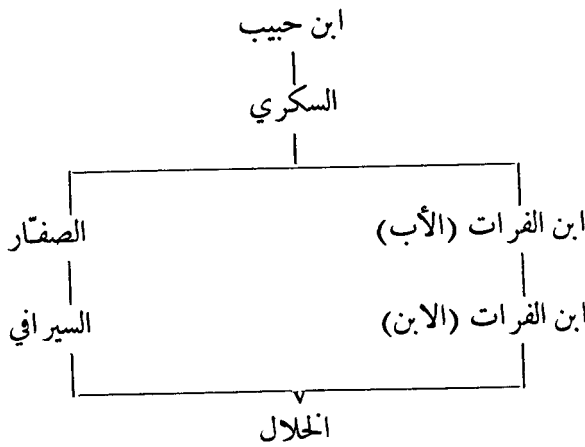 ابن حبيب
السكري
ابن الفرات (الأب) الصفّار
ابن الفرات (الابن) السيرافي
الخلال